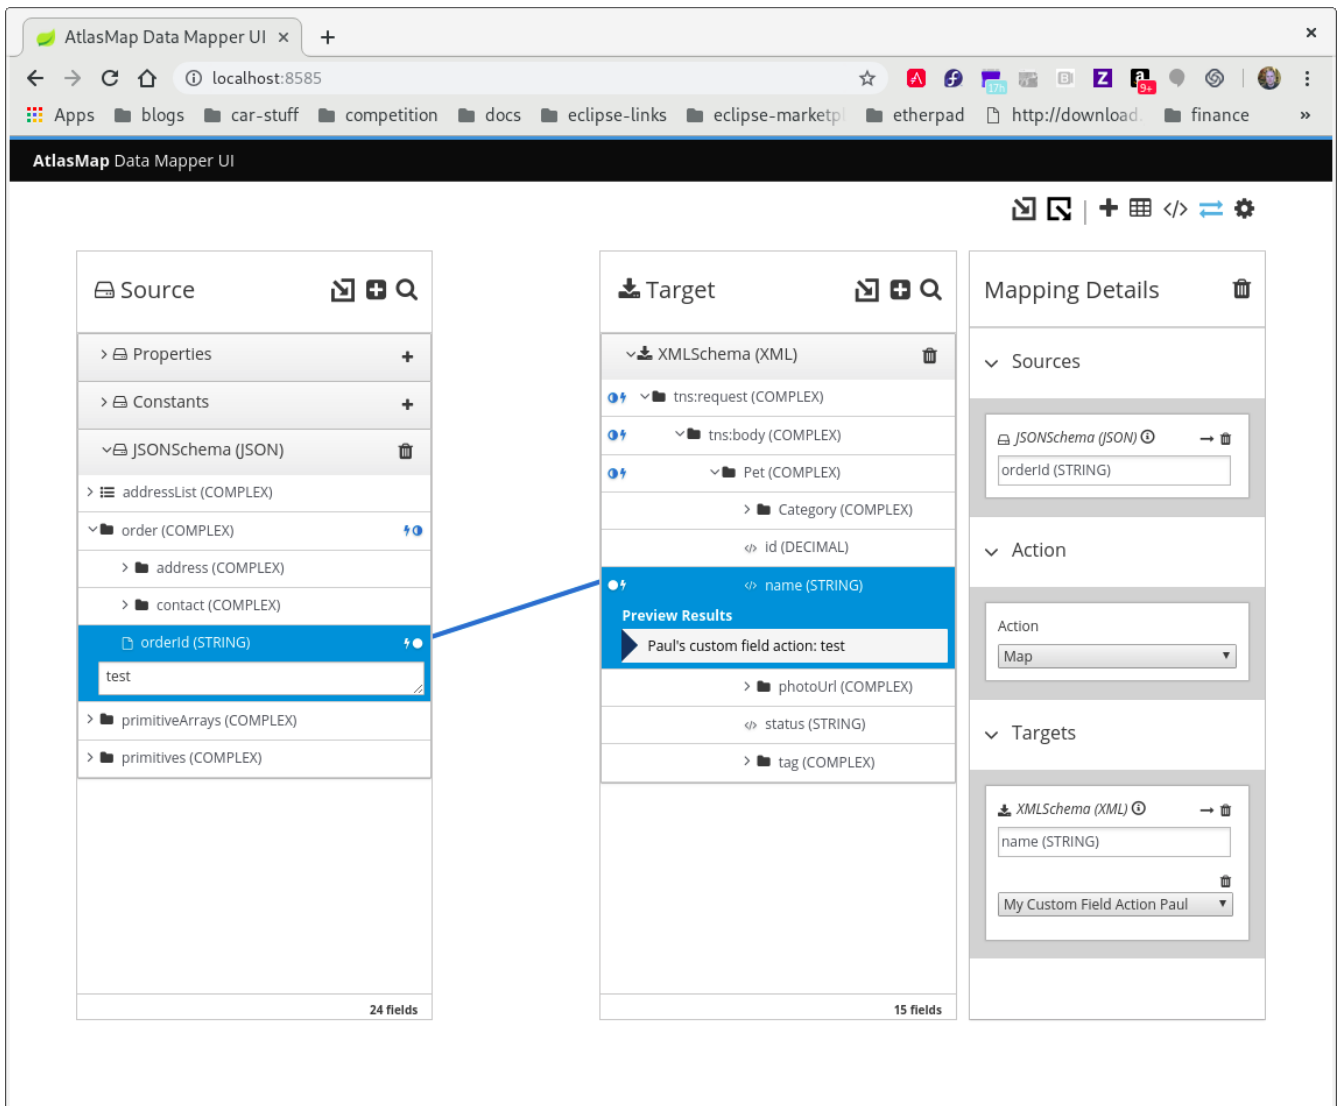 AtlasMap Data Mapper UI
localhost:8585
17h
Z
a
9+
Apps blogs car-stuff competition docs eclipse-links eclipse-marketpl etherpad http://download. finance »
AtlasMap Data Mapper UI
Source
Properties
Constants
JSONSchema (JSON)
addressList (COMPLEX)
order (COMPLEX)
address (COMPLEX)
contact (COMPLEX)
orderId (STRING)
test
primitiveArrays (COMPLEX)
primitives (COMPLEX)
24 fields
Target
XMLSchema (XML)
tns:request (COMPLEX)
tns:body (COMPLEX)
Pet (COMPLEX)
Category (COMPLEX)
</> id (DECIMAL)
</> name (STRING)
Preview Results
Paul's custom field action: test
photoUrl (COMPLEX)
</> status (STRING)
tag (COMPLEX)
15 fields
Mapping Details
Sources
JSONSchema (JSON)
orderId (STRING)
Action
Action
Map
Targets
XMLSchema (XML)
name (STRING)
My Custom Field Action Paul